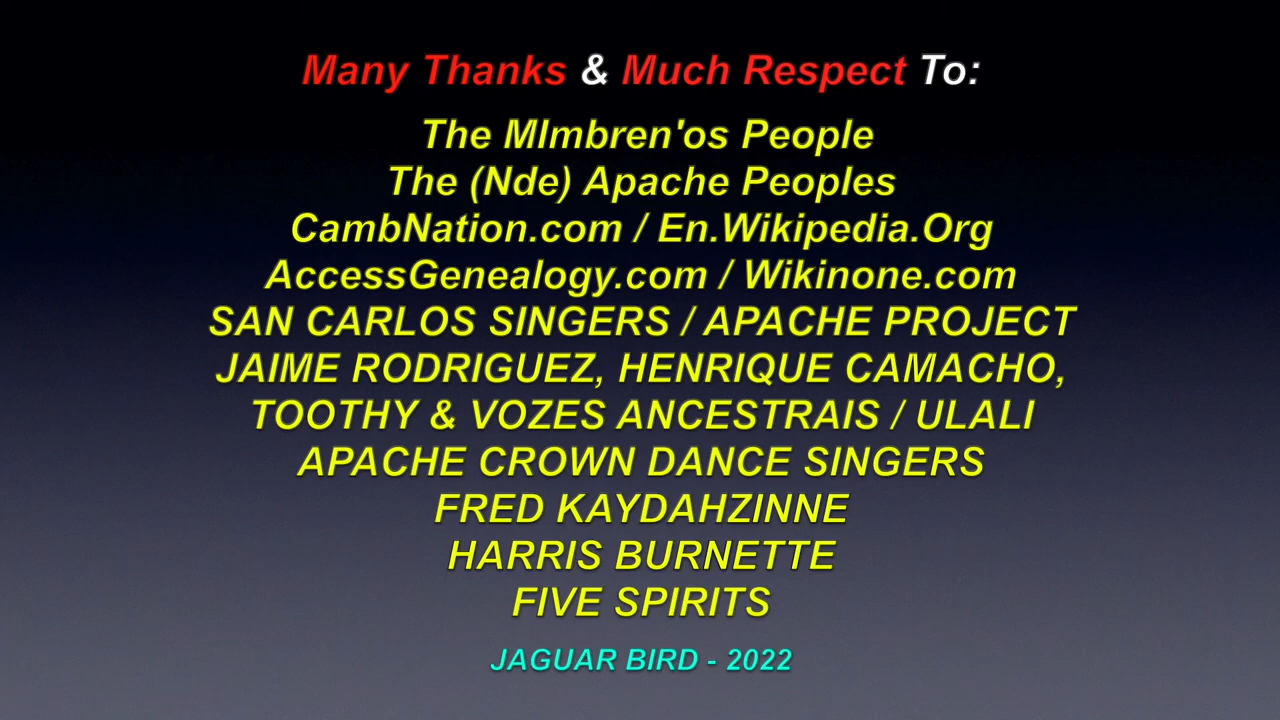 Many Thanks & Much Respect To:
The MImbren'os People
The (Nde) Apache Peoples
CambNation.com / En.Wikipedia.Org
AccessGenealogy.com / Wikinone.com
SAN CARLOS SINGERS / APACHE PROJECT
JAIME RODRIGUEZ, HENRIQUE CAMACHO,
TOOTHY & VOZES ANCESTRAIS / ULALI
APACHE CROWN DANCE SINGERS
FRED KAYDAHZINNE
HARRIS BURNETTE
FIVE SPIRITS
JAGUAR BIRD - 2022